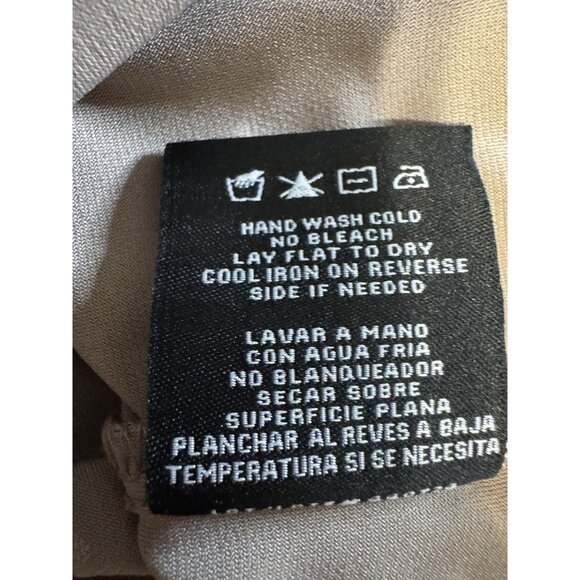 HAND WASH COLD
NO BLEACH
LAY FLAT TO DRY
COOL IRON ON REVERSE
SIDE IF NEEDED
LAVAR A MANO
CON AGUA FRIA
NO BLANQUEADOR
SECAR SOBRE
SUPERFICIE PLANA
PLANCHAR AL REVES A BAJA
TEMPERATURA SI SE NECESITA